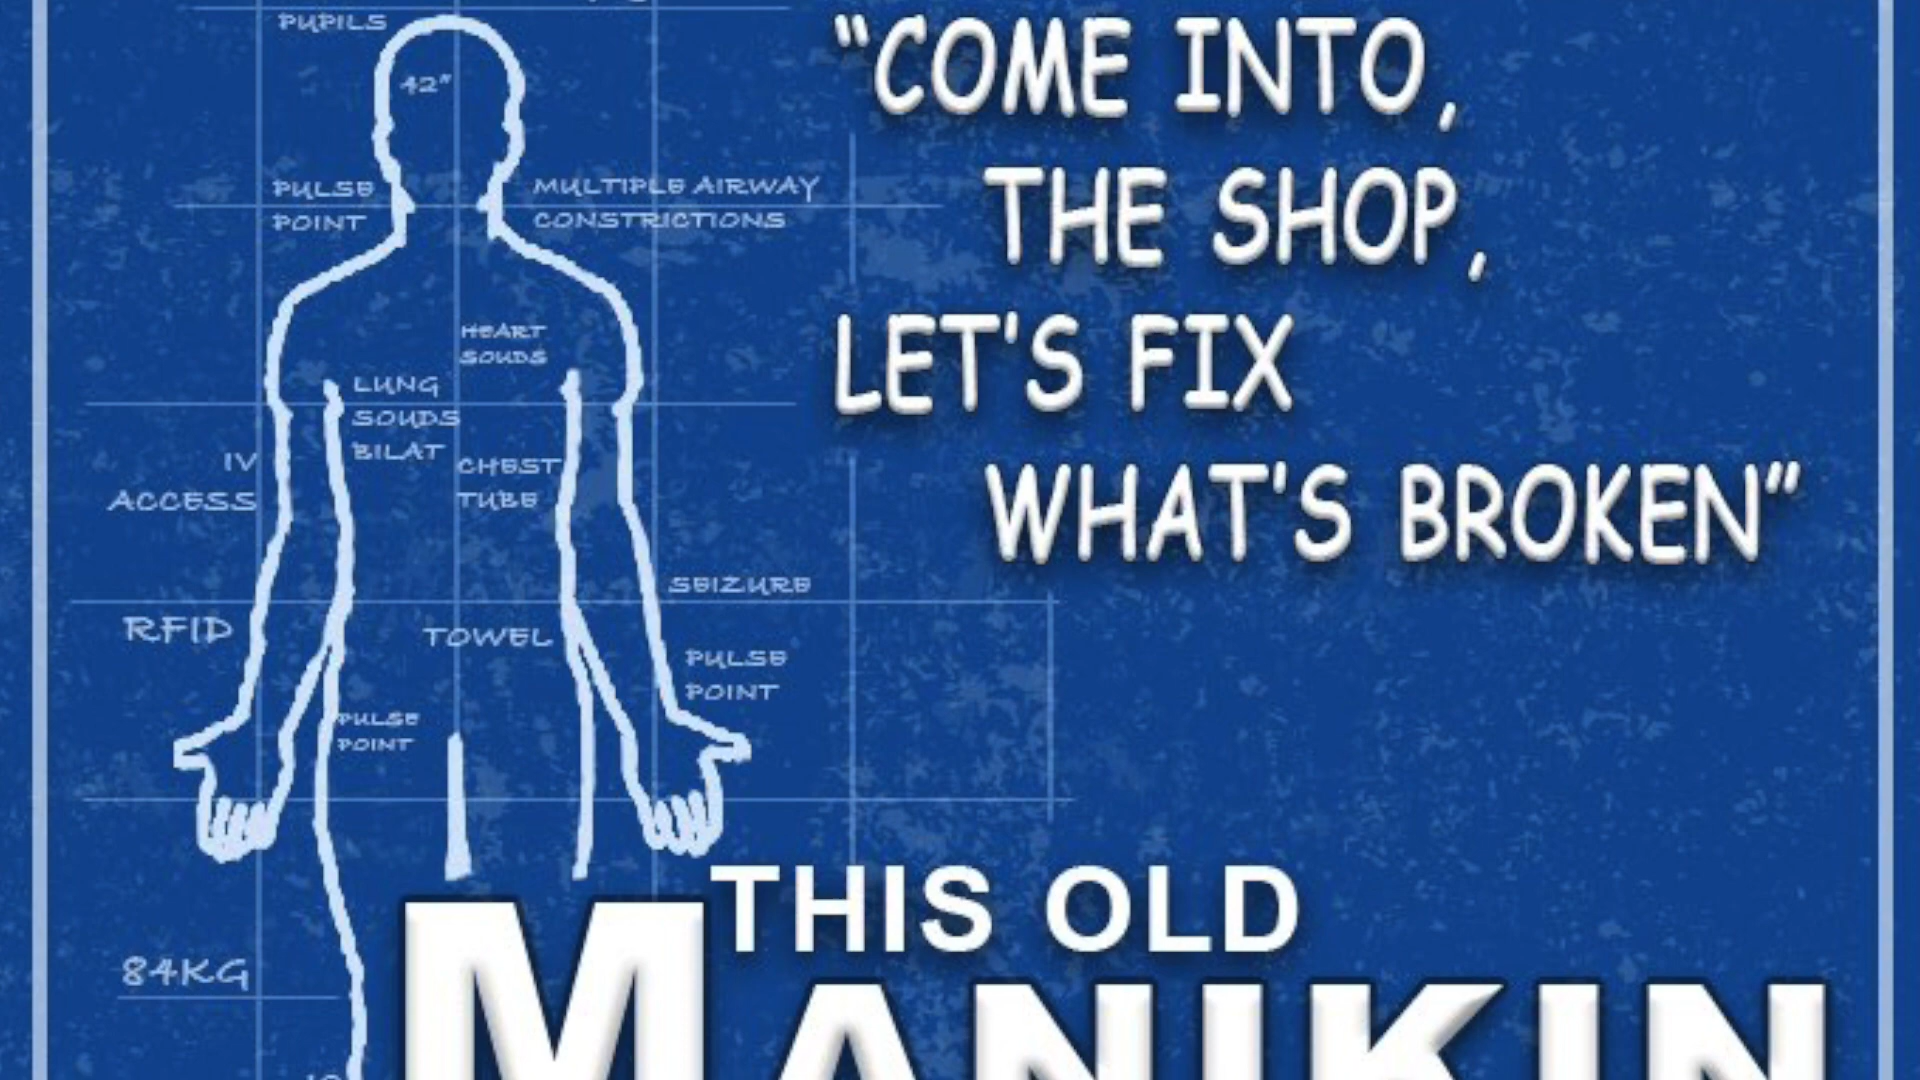 PUPILS
42"
"COME INTO,
THE SHOP,
LET'S FIX
WHAT'S BROKEN"
PULSE
POINT
MULTIPLE AIRWAY
CONSTRICTIONS
HEART
SOUDS
LUNG
SOUDS
BILAT
IV
ACCESS
CHEST
TUBE
SEIZURE
RFID
TOWEL
PULSE
POINT
PULSE
POINT
84KG
THIS OLD
MANIKIN